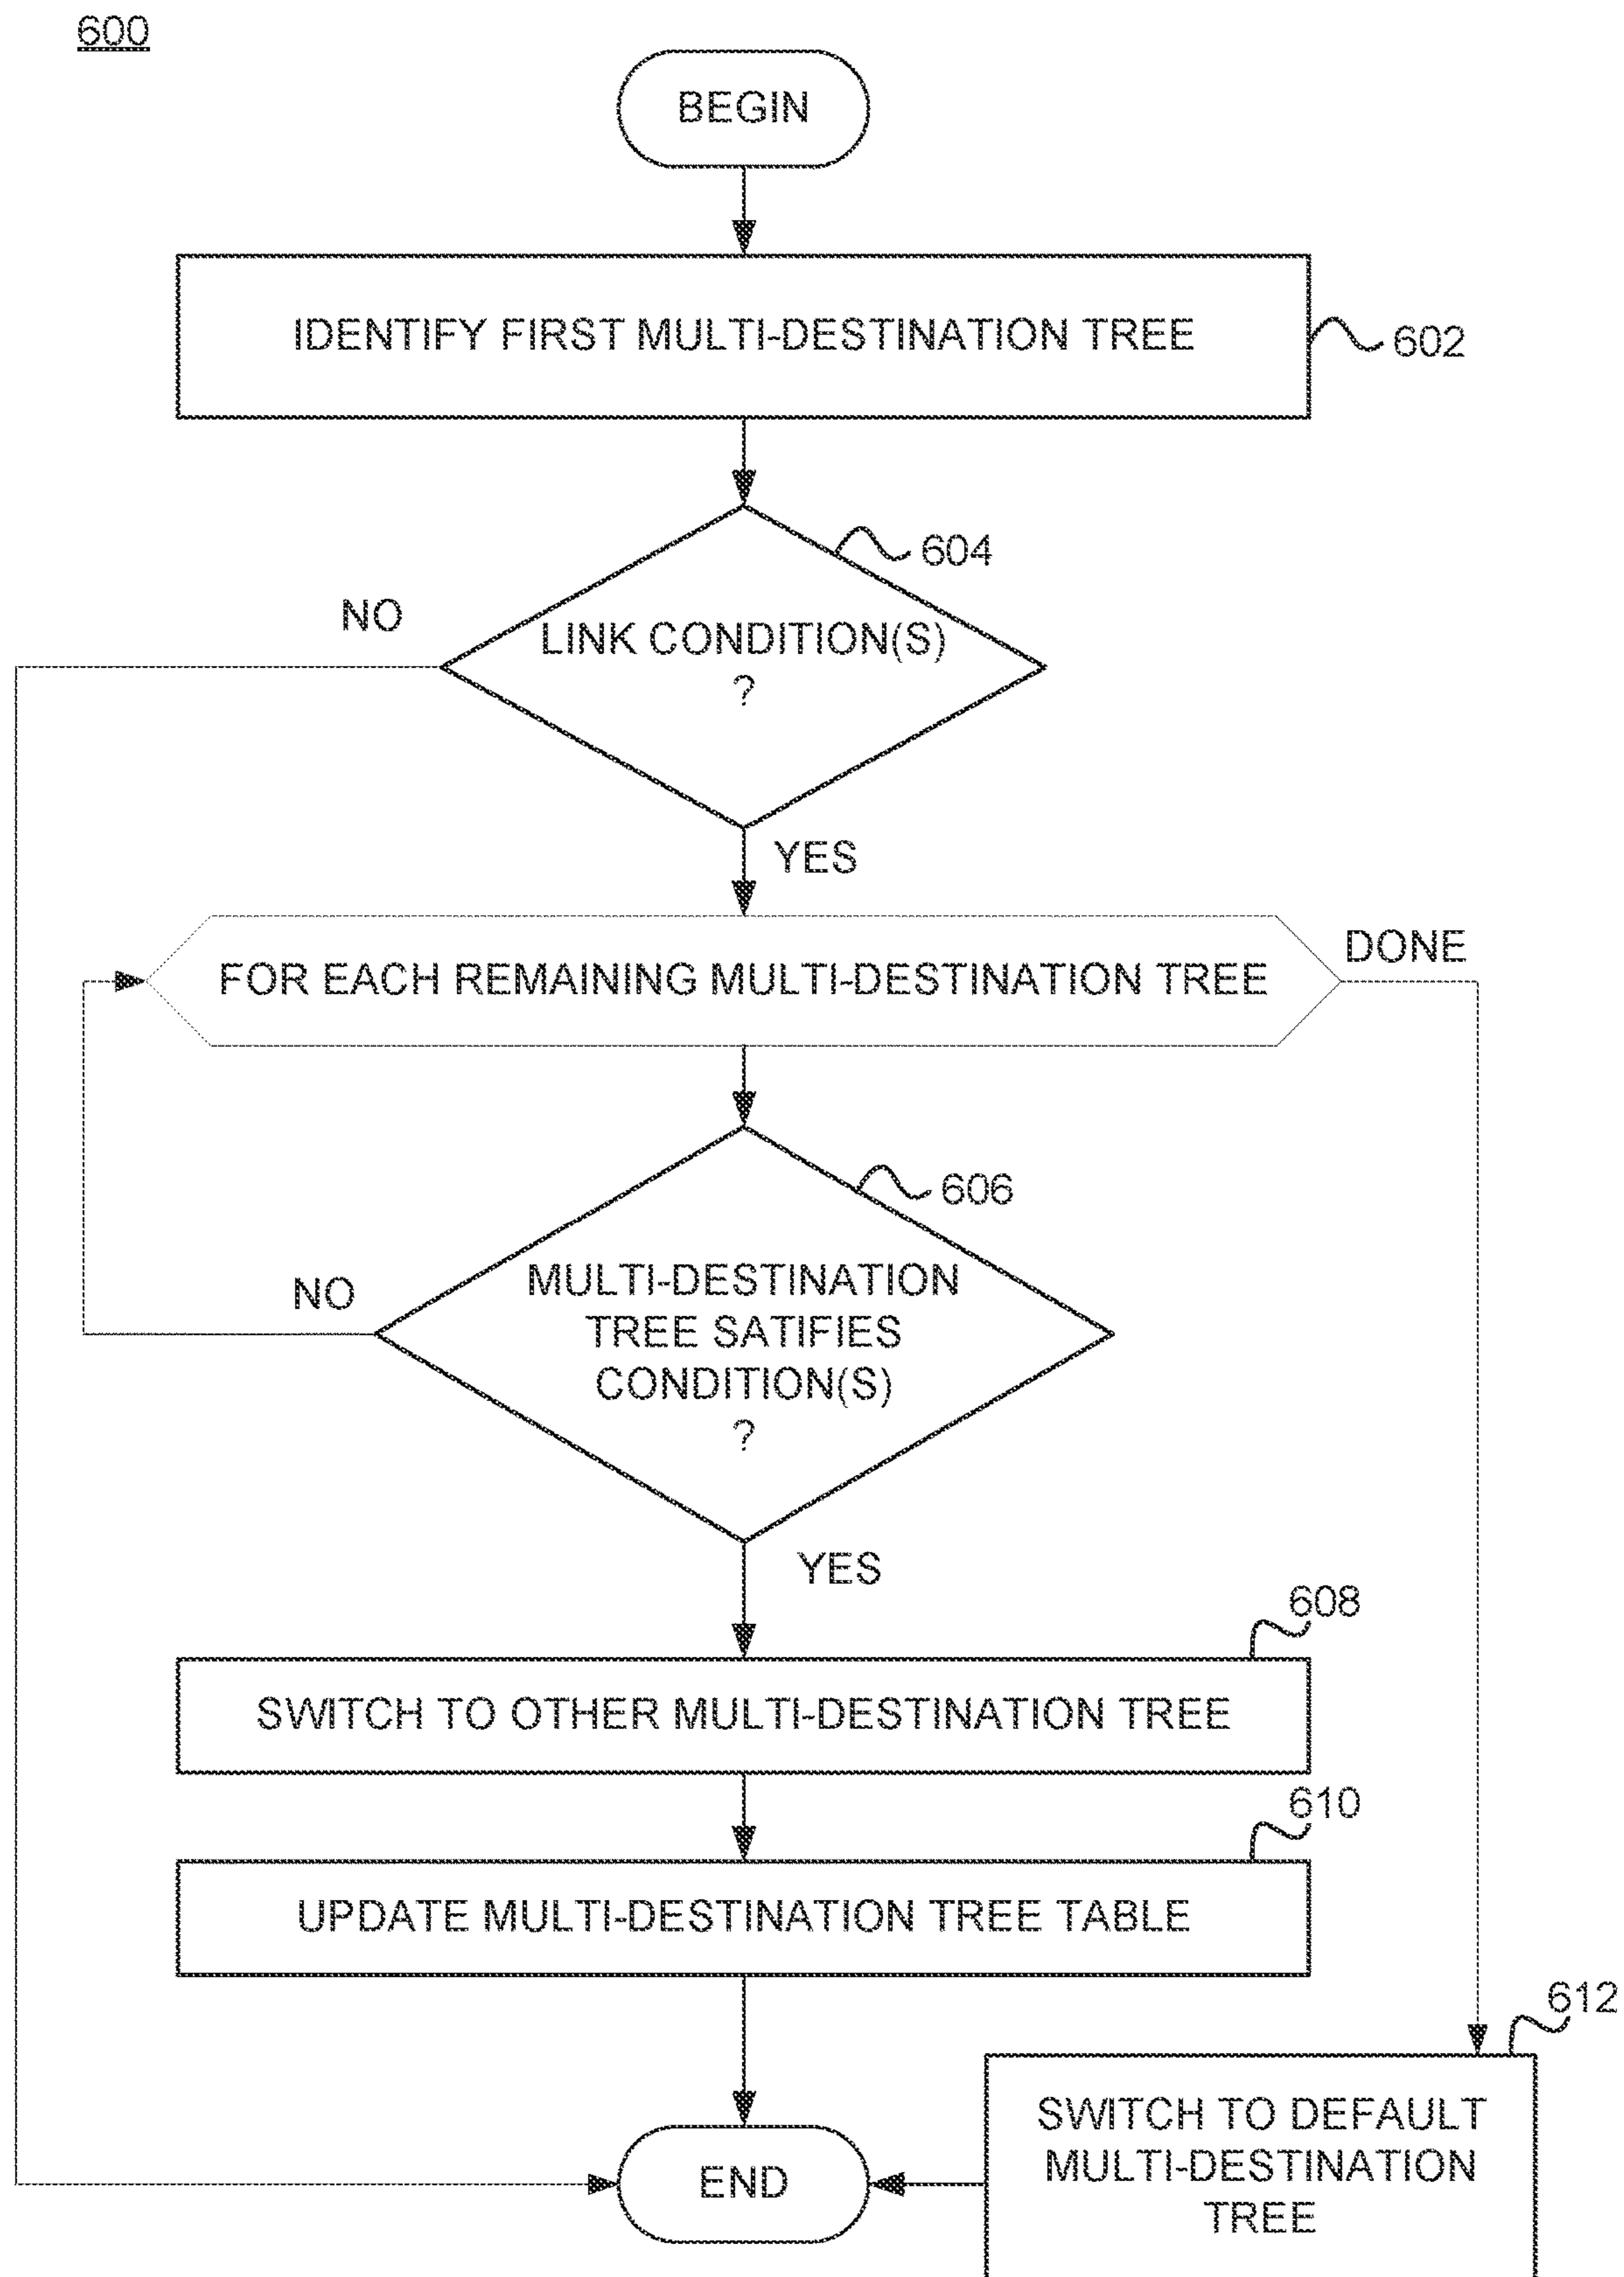 600
BEGIN
IDENTIFY FIRST MULTI-DESTINATION TREE
602
604
NO
LINK CONDITION(S)
?
YES
DONE
FOR EACH REMAINING MULTI-DESTINATION TREE
606
NO
MULTI-DESTINATION
TREE SATIFIES
CONDITION(S)
?
YES
608
SWITCH TO OTHER MULTI-DESTINATION TREE
610
UPDATE MULTI-DESTINATION TREE TABLE
612
SWITCH TO DEFAULT
MULTI-DESTINATION
TREE
END